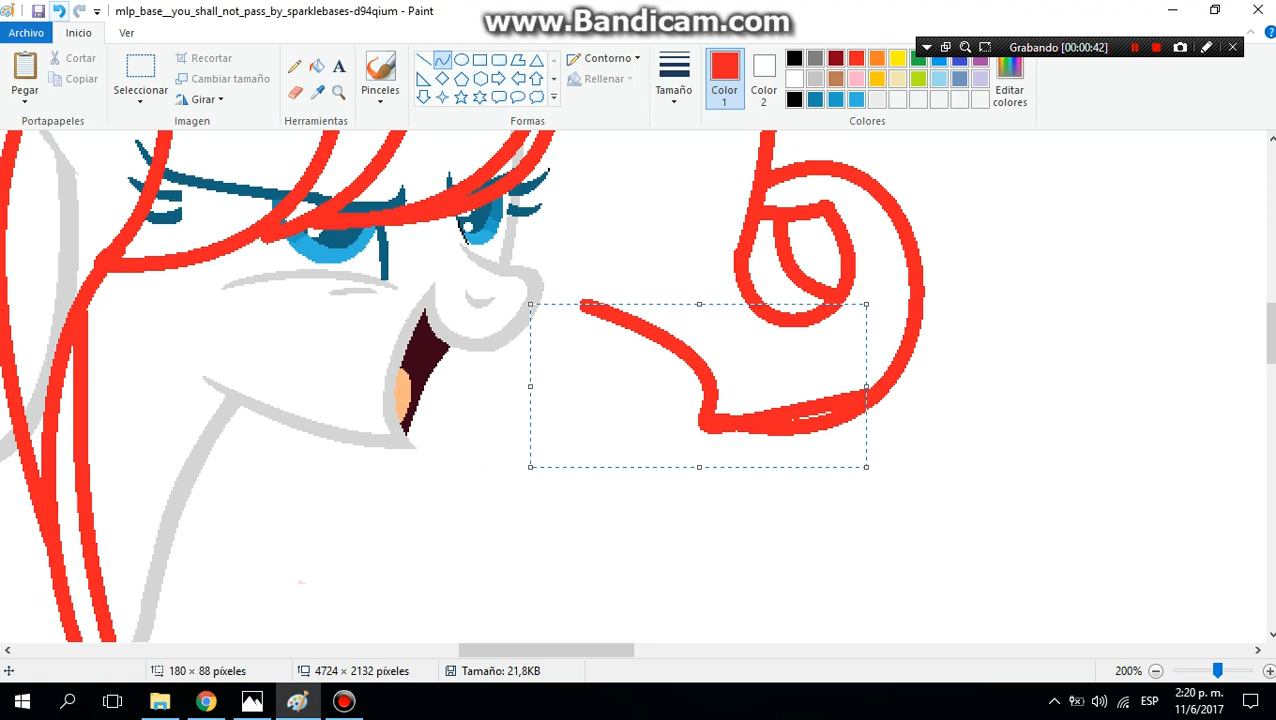 www.Bandicam.com
mlp_base__you_shall_not_pass_by_sparklebases-d94qium - Paint
Archivo Inicio Ver
Grabando [00:00:42]
Pegar
Cortar
Copiar
Portapapeles
Seleccionar
Recortar
Cambiar tamaño
Girar
Imagen
A
Pinceles
Herramientas
Contorno
Rellenar
Formas
Tamaño
Color 1
Color 2
Editar colores
Colores
180 × 88 píxeles
4724 × 2132 píxeles
Tamaño: 21,8KB
200%
ESP
2:20 p. m.
11/6/2017